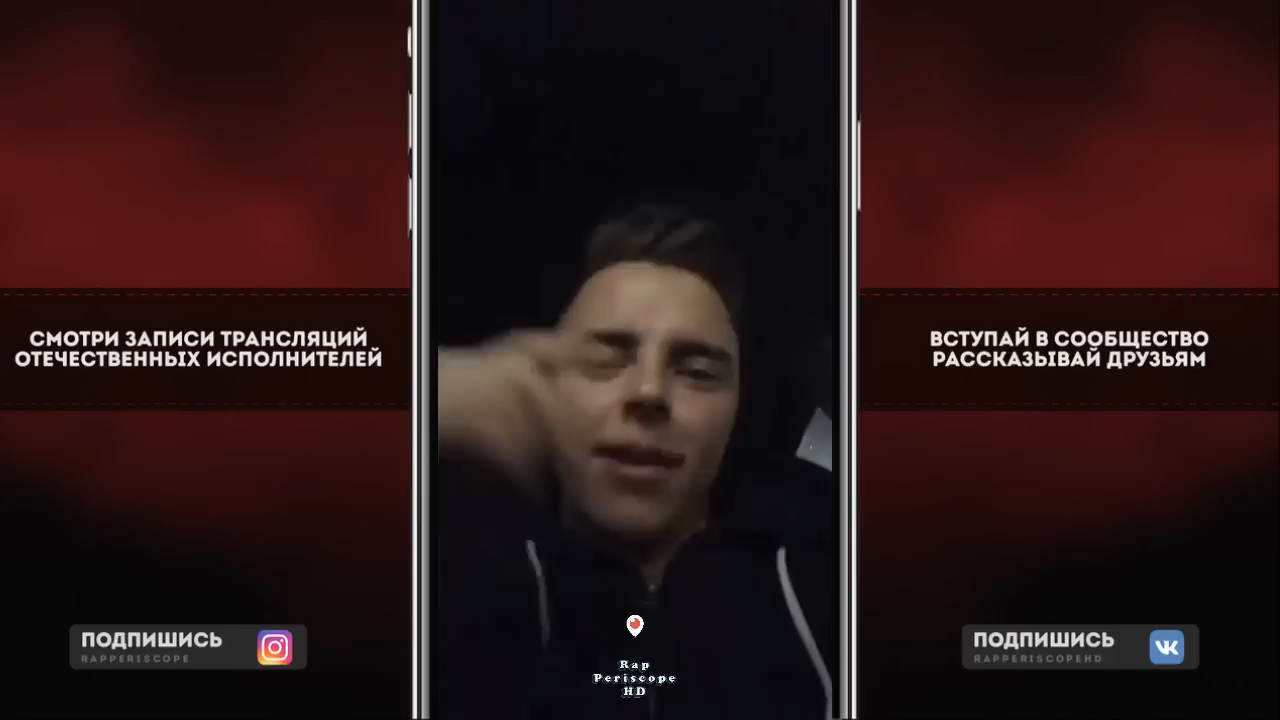 СМОТРИ ЗАПИСИ ТРАНСЛЯЦИЙ
ОТЕЧЕСТВЕННЫХ ИСПОЛНИТЕЛЕЙ
ВСТУПАЙ В СООБЩЕСТВО
РАССКАЗЫВАЙ ДРУЗЬЯМ
ПОДПИШИСЬ
RAPPERISCOPE
Rap
Periscope
HD
ПОДПИШИСЬ
RAPPERISCOPEHD